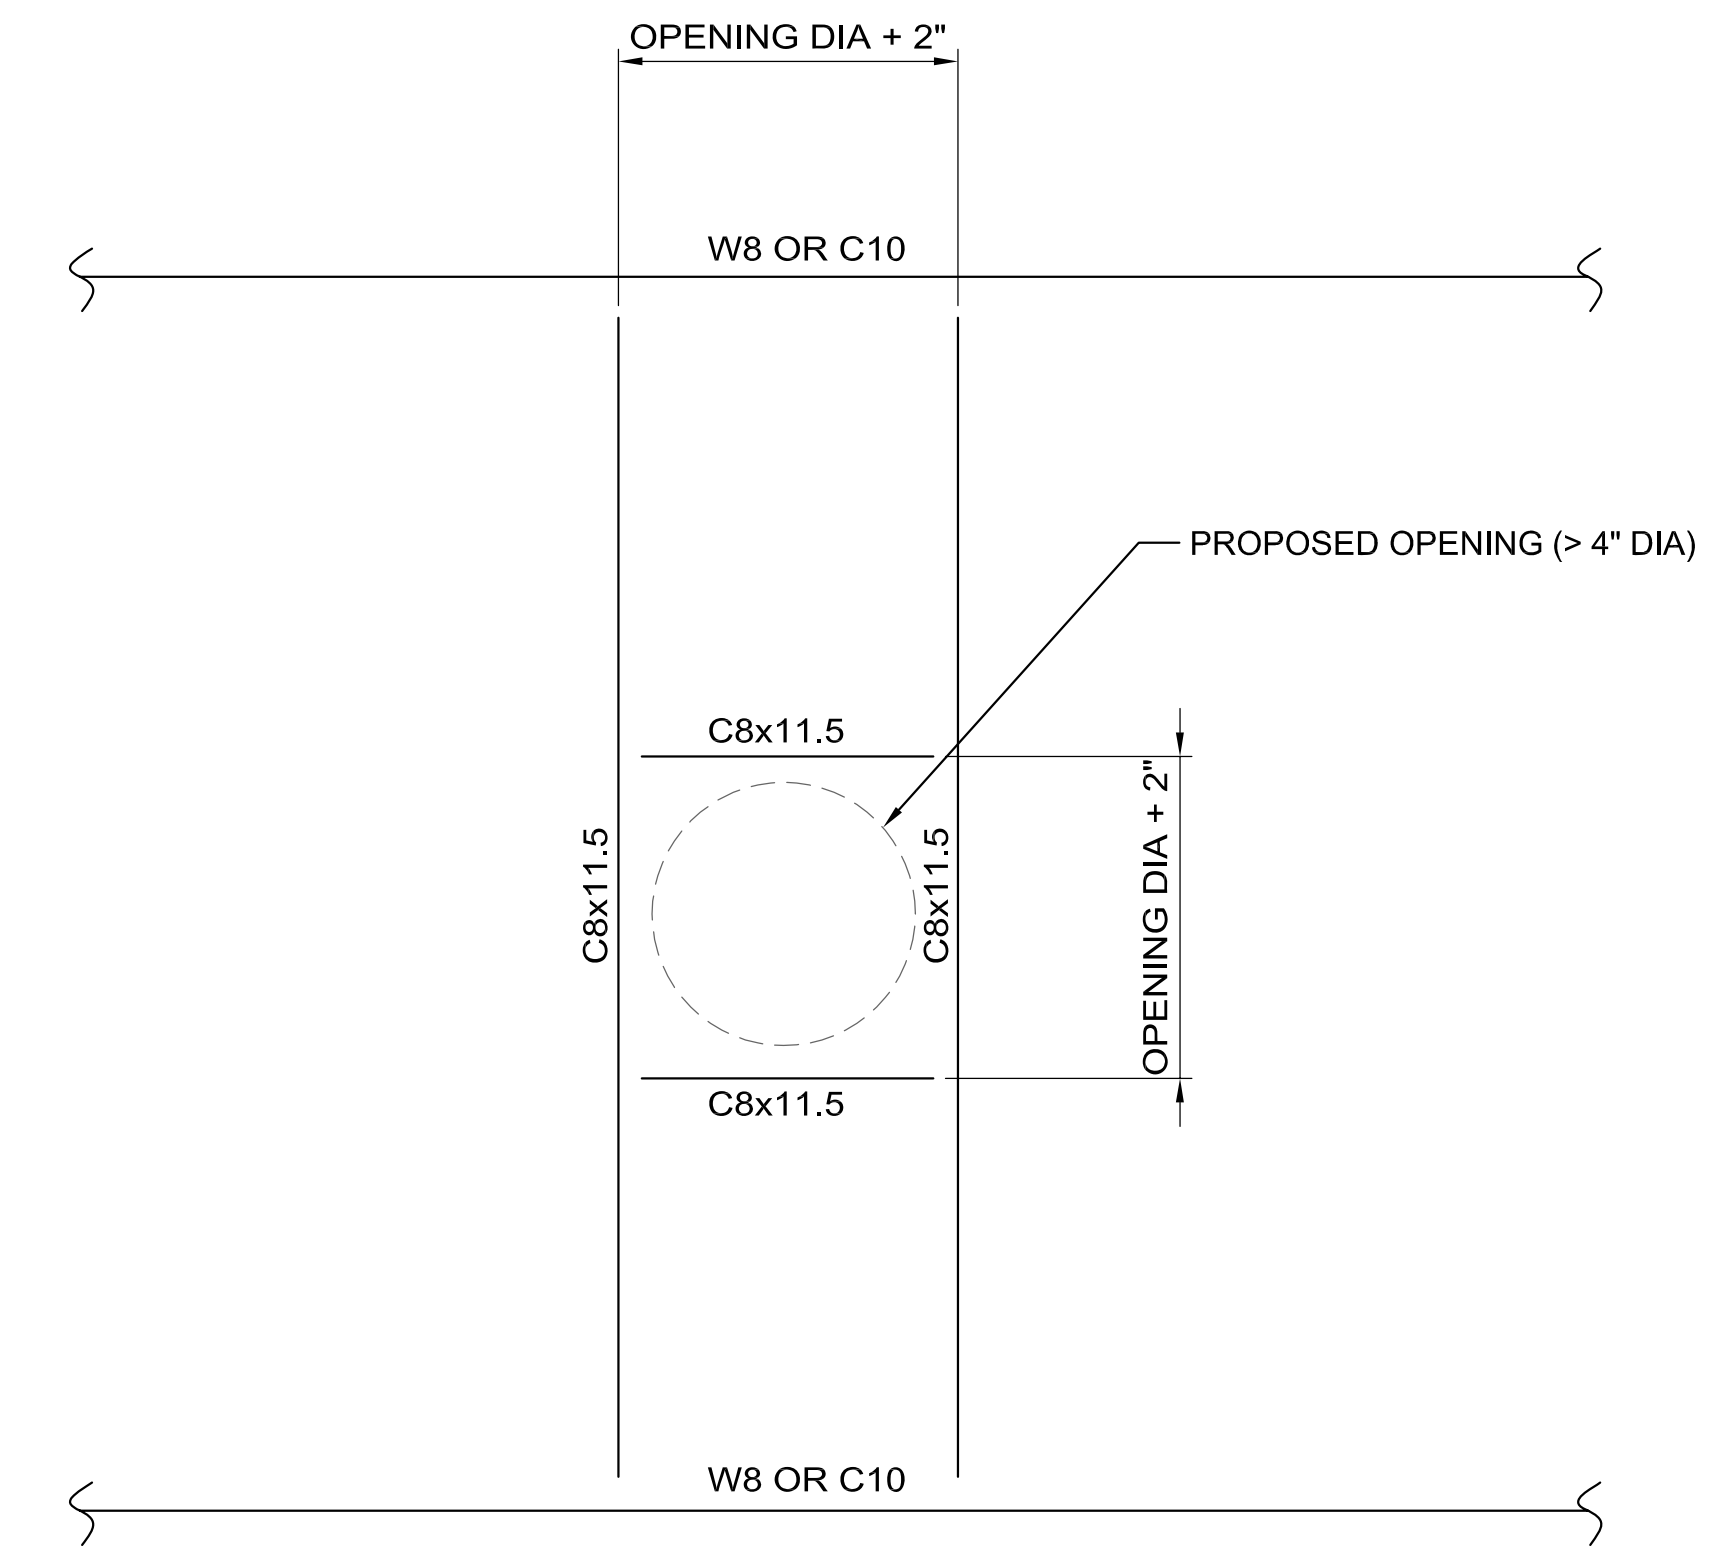 OPENING DIA + 2"
W8 OR C10
PROPOSED OPENING (> 4" DIA)
C8x11.5
C8x11.5
C8x11.5
OPENING DIA + 2"
C8x11.5
W8 OR C10